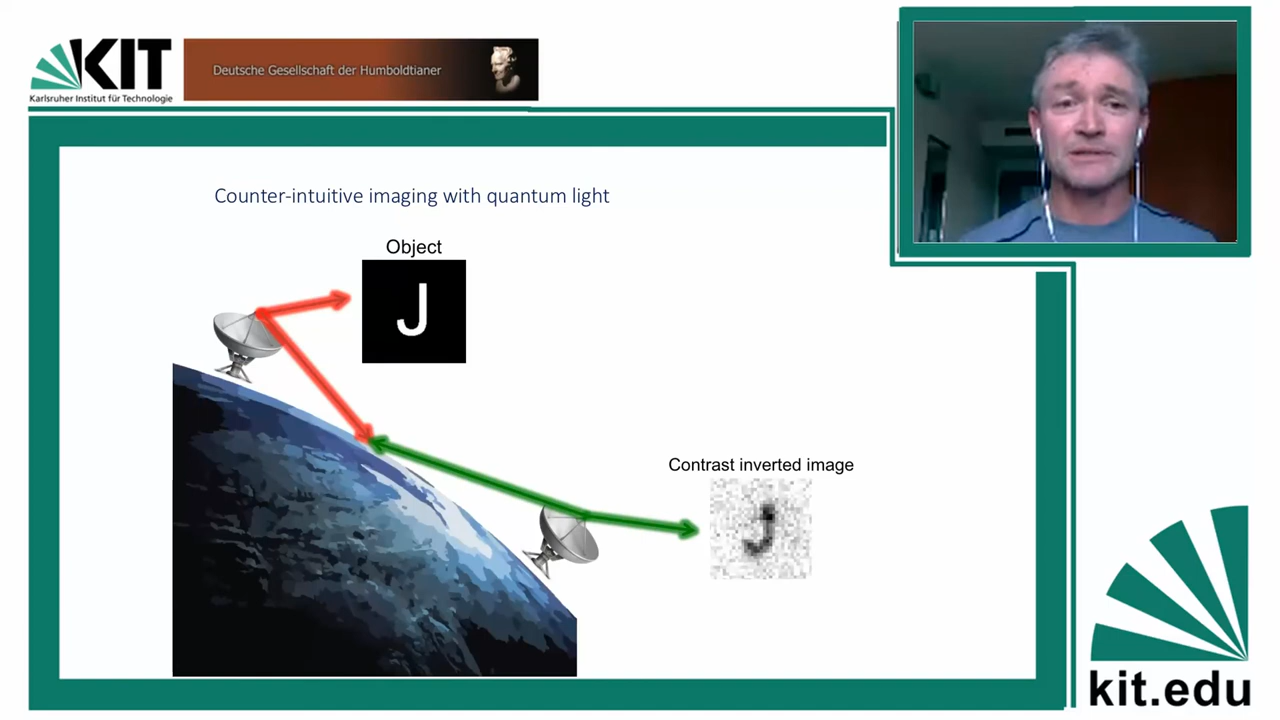 KIT
Karlsruher Institut für Technologie
Deutsche Gesellschaft der Humboldtianer
Counter-intuitive imaging with quantum light
Object
J
Contrast inverted image
J
kit.edu